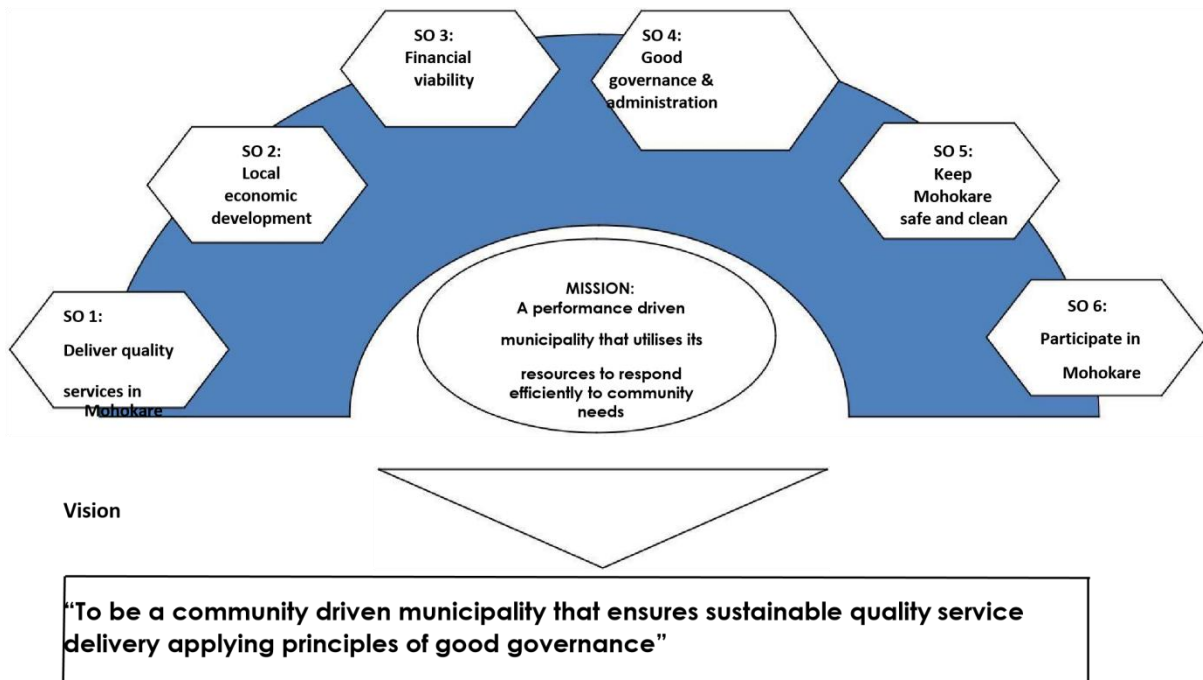 SO 1:
Deliver quality
services in
Mohokare
SO 2:
Local
economic
development
SO 3:
Financial
viability
SO 4:
Good
governance &
administration
SO 5:
Keep
Mohokare
safe and clean
SO 6:
Participate in
Mohokare
MISSION:
A performance driven
municipality that utilises its
resources to respond
efficiently to community
needs
Vision
“To be a community driven municipality that ensures sustainable quality service
delivery applying principles of good governance”